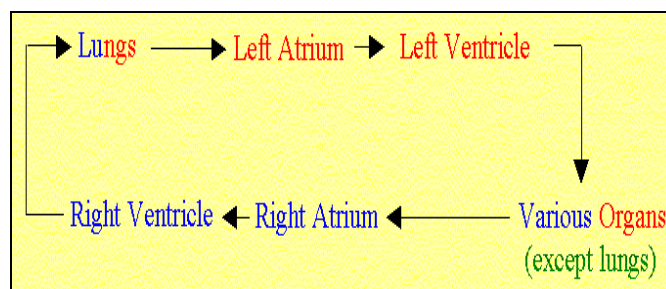 Lungs Left Atrium Left Ventricle
Right Ventricle Right Atrium Various Organs
(except lungs)